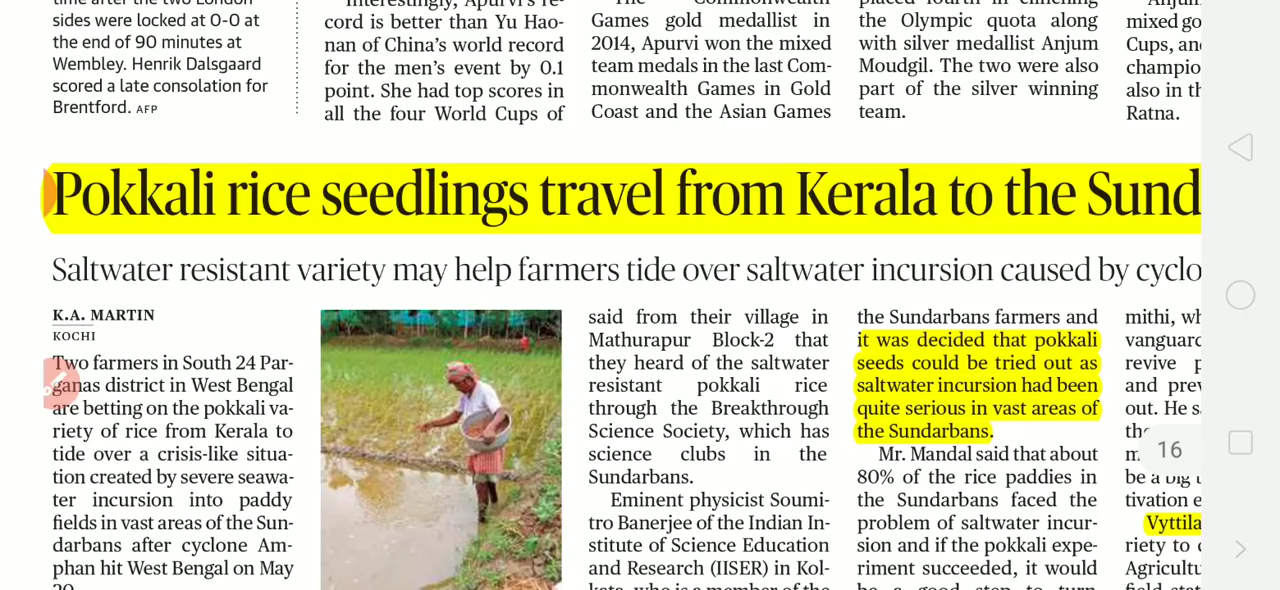 time after the two London
sides were locked at 0-0 at
the end of 90 minutes at
Wembley. Henrik Dalsgaard
scored a late consolation for
Brentford. AFP
Interestingly, Apurvi's re-
cord is better than Yu Hao-
nan of China's world record
for the men's event by 0.1
point. She had top scores in
all the four World Cups of
The Commonwealth
Games gold medallist in
2014, Apurvi won the mixed
team medals in the last Com-
monwealth Games in Gold
Coast and the Asian Games
placed fourth in clinching
the Olympic quota along
with silver medallist Anjum
Moudgil. The two were also
part of the silver winning
team.
Anjum
mixed go
Cups, an
champio
also in th
Ratna.
Pokkali rice seedlings travel from Kerala to the Sund
Saltwater resistant variety may help farmers tide over saltwater incursion caused by cyclo
K.A. MARTIN
KOCHI
Two farmers in South 24 Par-
ganas district in West Bengal
are betting on the pokkali va-
riety of rice from Kerala to
tide over a crisis-like situa-
tion created by severe seawa-
ter incursion into paddy
fields in vast areas of the Sun-
darbans after cyclone Am-
phan hit West Bengal on May
20.
said from their village in
Mathurapur Block-2 that
they heard of the saltwater
resistant pokkali rice
through the Breakthrough
Science Society, which has
science clubs in the
Sundarbans.
Eminent physicist Soumi-
tro Banerjee of the Indian In-
stitute of Science Education
and Research (IISER) in Kol-
kata, who is a member of the
the Sundarbans farmers and
it was decided that pokkali
seeds could be tried out as
saltwater incursion had been
quite serious in vast areas of
the Sundarbans.
Mr. Mandal said that about
80% of the rice paddies in
the Sundarbans faced the
problem of saltwater incur-
sion and if the pokkali expe-
riment succeeded, it would
be a good step to turn
mithi, wh
vanguard
revive p
and prev
out. He s
the
m
be a big
tivation e
Vyttila
riety to
Agricultu
field stat
16